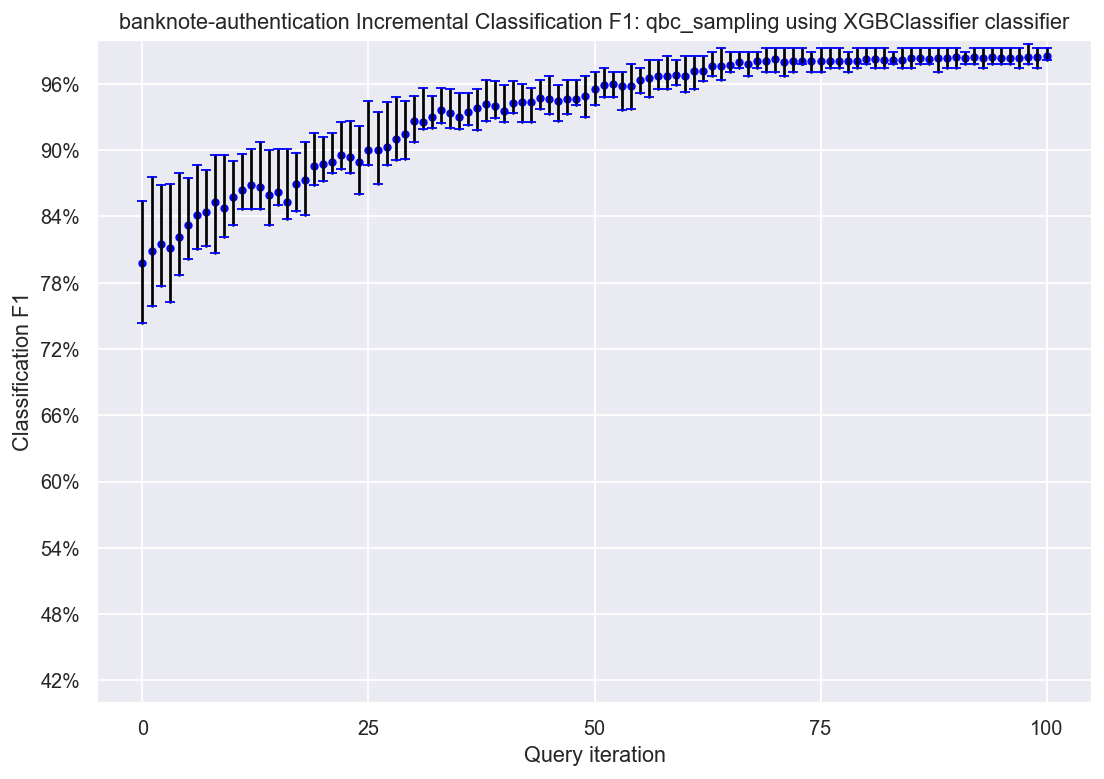 banknote-authentication Incremental Classification F1: qbc_sampling using XGBClassifier classifier
Classification F1
96%
90%
84%
78%
72%
66%
60%
54%
48%
42%
0 25 50 75 100
Query iteration